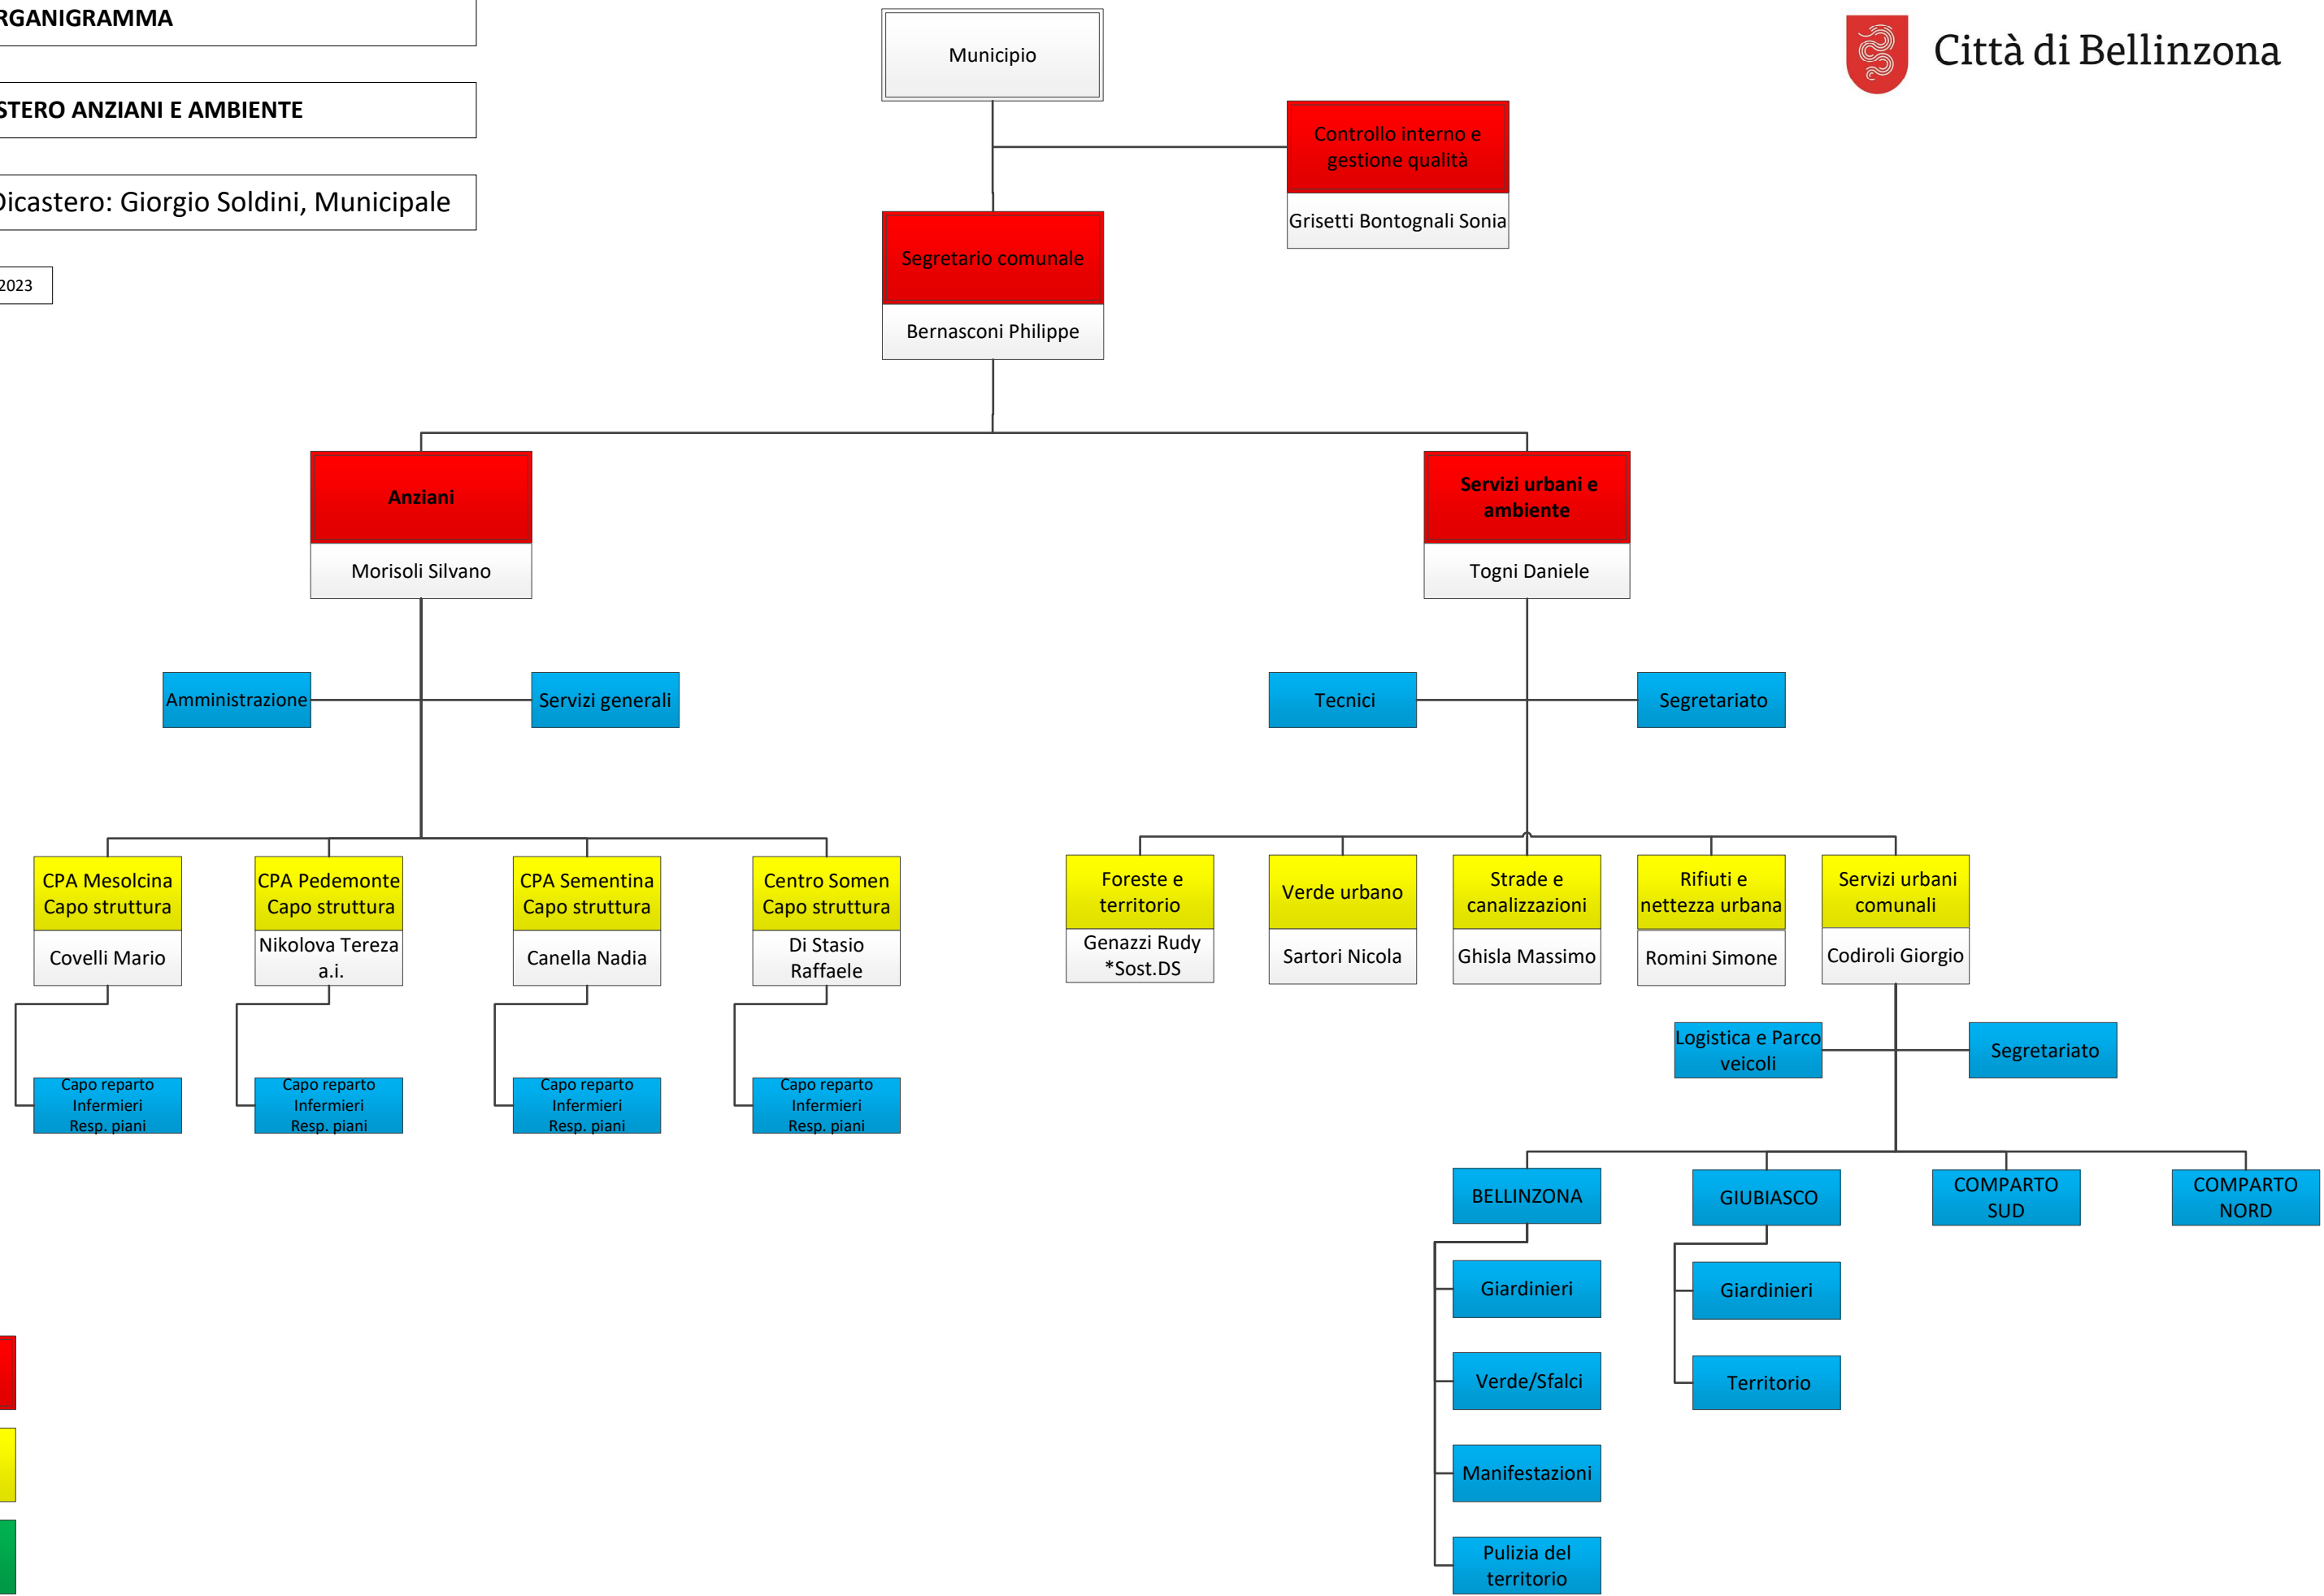 RGANIGRAMMA
STERO ANZIANI E AMBIENTE
Dicastero: Giorgio Soldini, Municipale
2023
Città di Bellinzona
Municipio
Controllo interno e
gestione qualità
Grisetti Bontognali Sonia
Segretario comunale
Bernasconi Philippe
Anziani
Morisoli Silvano
Servizi urbani e
ambiente
Togni Daniele
Amministrazione
Servizi generali
Tecnici
Segretariato
CPA Mesolcina
Capo struttura
Covelli Mario
CPA Pedemonte
Capo struttura
Nikolova Tereza
a.i.
CPA Sementina
Capo struttura
Canella Nadia
Centro Somen
Capo struttura
Di Stasio
Raffaele
Foreste e
territorio
Genazzi Rudy
*Sost.DS
Verde urbano
Sartori Nicola
Strade e
canalizzazioni
Ghisla Massimo
Rifiuti e
nettezza urbana
Romini Simone
Servizi urbani
comunali
Codiroli Giorgio
Capo reparto
Infermieri
Resp. piani
Capo reparto
Infermieri
Resp. piani
Capo reparto
Infermieri
Resp. piani
Capo reparto
Infermieri
Resp. piani
Logistica e Parco
veicoli
Segretariato
BELLINZONA
GIUBIASCO
COMPARTO
SUD
COMPARTO
NORD
Giardinieri
Verde/Sfalci
Manifestazioni
Pulizia del
territorio
Giardinieri
Territorio